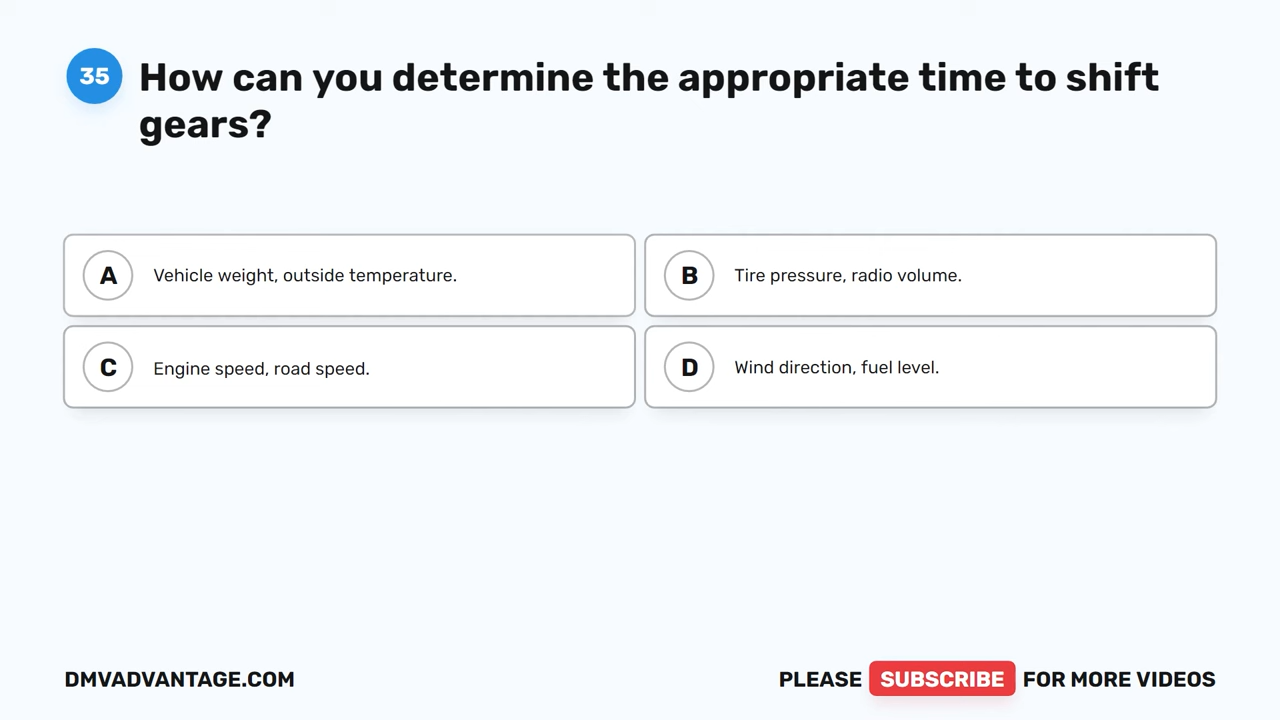 35
How can you determine the appropriate time to shift
gears?
A Vehicle weight, outside temperature.
B Tire pressure, radio volume.
C Engine speed, road speed.
D Wind direction, fuel level.
DMVADVANTAGE.COM
PLEASE SUBSCRIBE FOR MORE VIDEOS